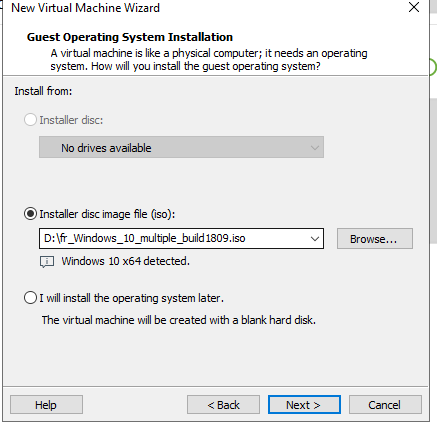 New Virtual Machine Wizard
Guest Operating System Installation
A virtual machine is like a physical computer; it needs an operating
system. How will you install the guest operating system?
Install from:
Installer disc:
No drives available
Installer disc image file (iso):
D:\fr_Windows_10_multiple_build1809.iso
Browse...
Windows 10 x64 detected.
I will install the operating system later.
The virtual machine will be created with a blank hard disk.
Help
< Back
Next >
Cancel